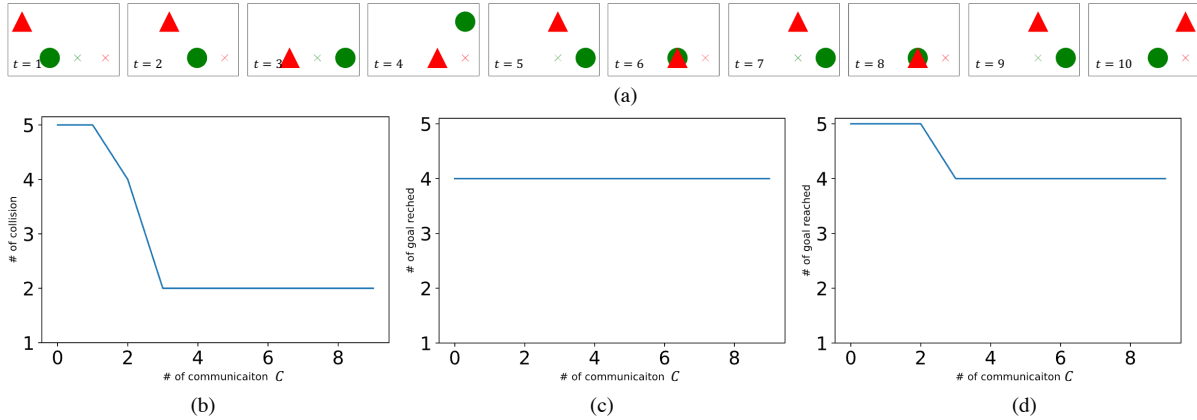 t = 1 t = 2 t = 3 t = 4 t = 5 t = 6 t = 7 t = 8 t = 9 t = 10
(a)
5
4
3
2
1
# of collision
0 2 4 6 8
# of communicaiton C
(b)
5
4
3
2
1
# of goal reched
0 2 4 6 8
# of communicaiton C
(c)
5
4
3
2
1
# of goal reached
0 2 4 6 8
# of communicaiton C
(d)